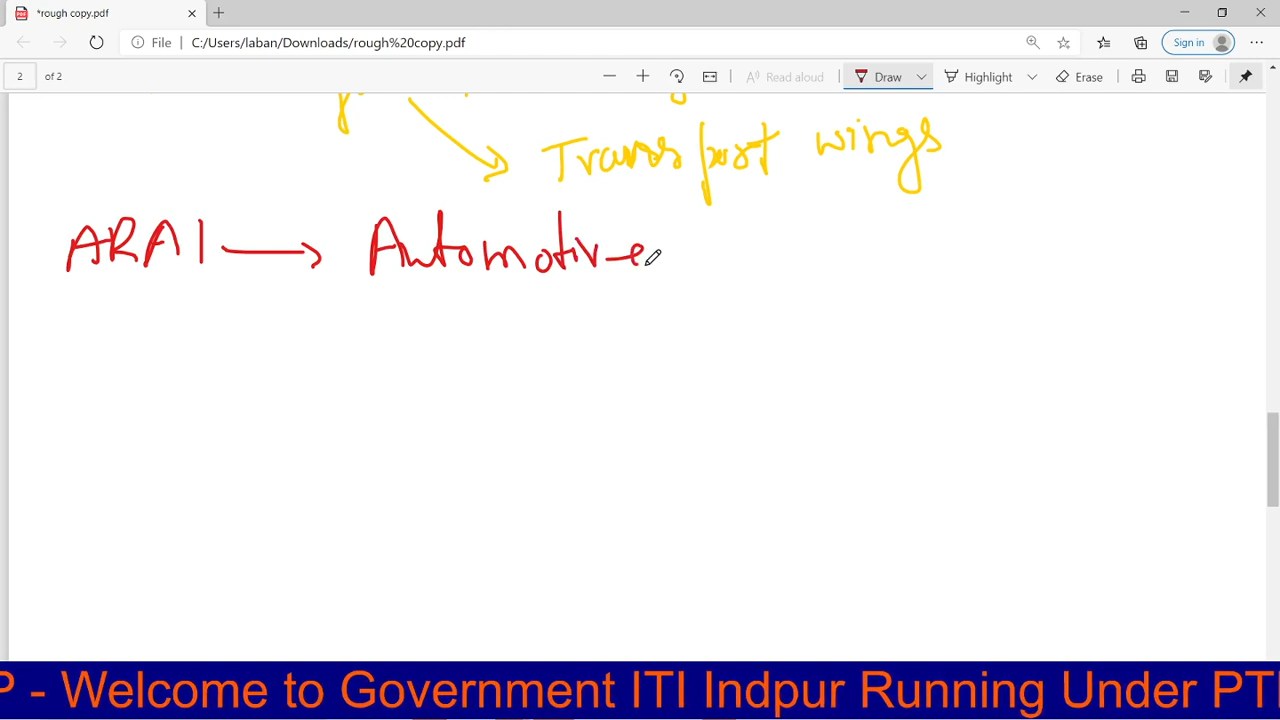 *rough copy.pdf
File C:/Users/laban/Downloads/rough%20copy.pdf Sign in
2 of 2 Read aloud Draw Highlight Erase
Transport wings
ARAI → Automotive
P - Welcome to Government ITI Indpur Running Under PT